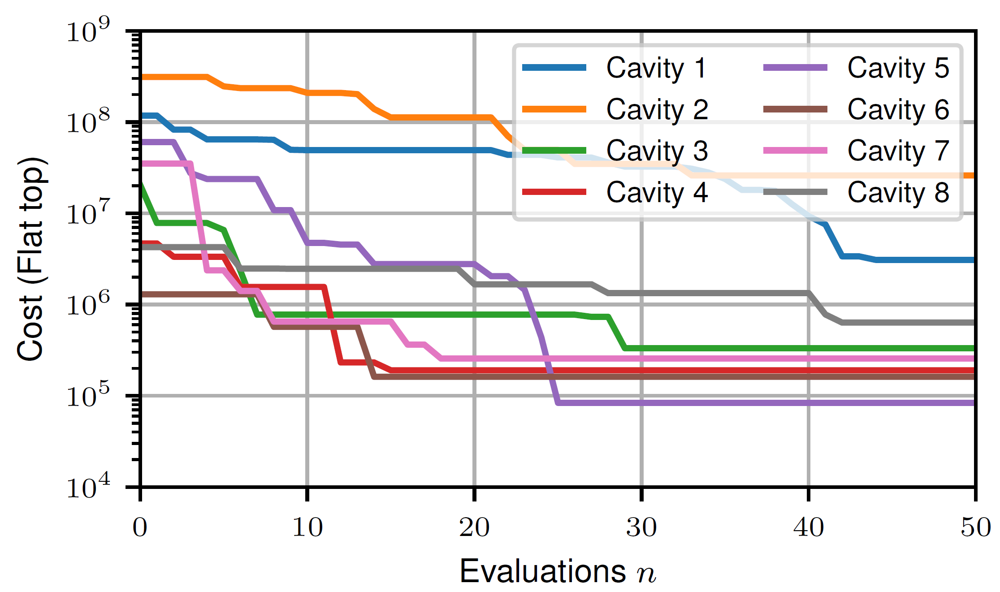 10^9
10^8
10^7
10^6
10^5
10^4
Cost (Flat top)
Cavity 1
Cavity 2
Cavity 3
Cavity 4
Cavity 5
Cavity 6
Cavity 7
Cavity 8
0 10 20 30 40 50
Evaluations n